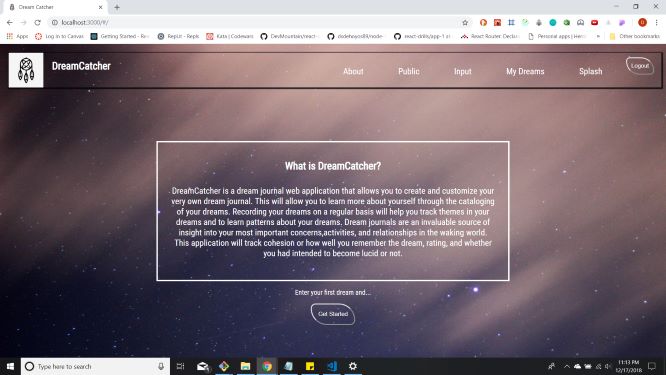 Dream Catcher
localhost:3000/#/
Apps
Log In to Canvas
Getting Started - Re
Repl.it - Repls
Kata | Codewars
DevMountain/react-
dodehoyos89/node-
react-drills/app-1 at
React Router: Declar
Personal apps | Hero
Other bookmarks
DreamCatcher
About
Public
Input
My Dreams
Splash
Logout
What is DreamCatcher?
DreamCatcher is a dream journal web application that allows you to create and customize your
very own dream journal. This will allow you to learn more about yourself through the cataloging
of your dreams. Recording your dreams on a regular basis will help you track themes in your
dreams and to learn patterns about your dreams. Dream journals are an invaluable source of
insight into your most important concerns,activities, and relationships in the waking world.
This application will track cohesion or how well you remember the dream, rating, and whether
you had intended to become lucid or not.
Enter your first dream and...
Get Started
Type here to search
11:13 PM
12/17/2018